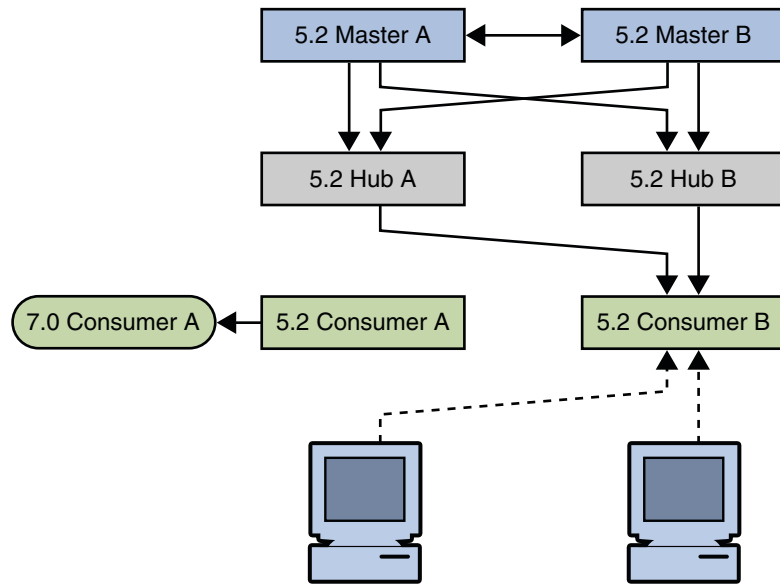 5.2 Master A
5.2 Master B
5.2 Hub A
5.2 Hub B
7.0 Consumer A
5.2 Consumer A
5.2 Consumer B